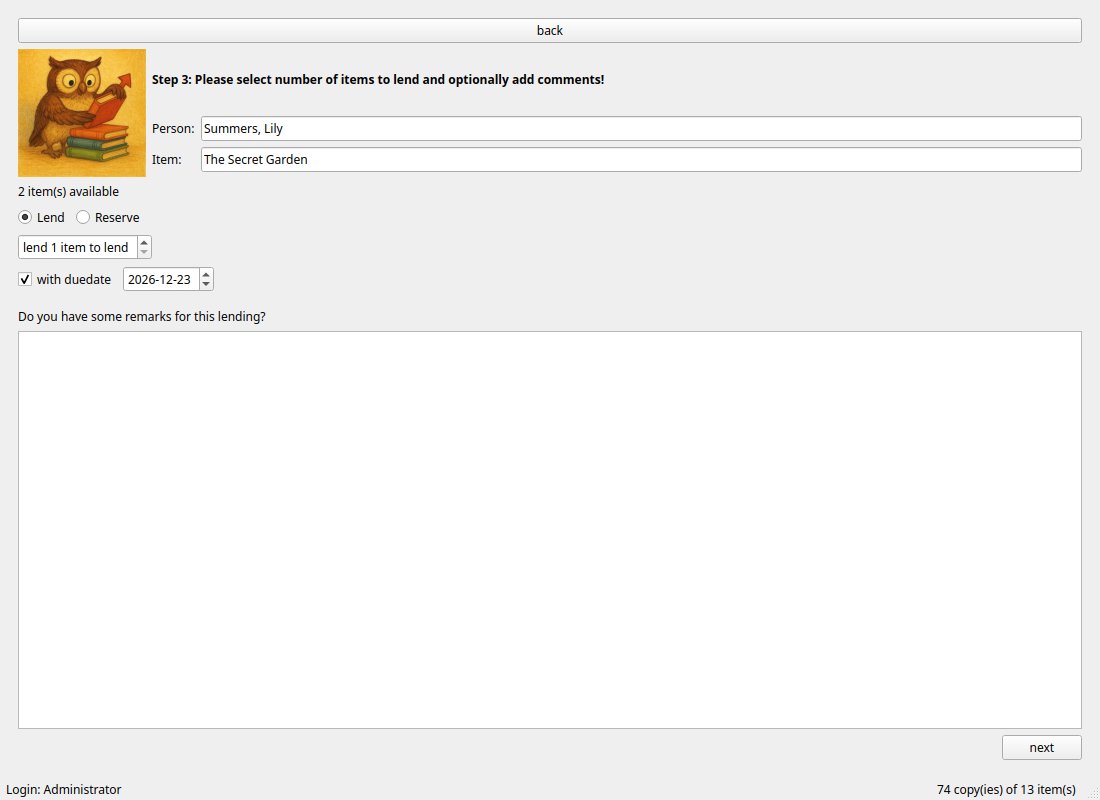 back
Step 3: Please select number of items to lend and optionally add comments!
Person: Summers, Lily
Item: The Secret Garden
2 item(s) available
Lend Reserve
lend 1 item to lend
with duedate 2026-12-23
Do you have some remarks for this lending?
next
Login: Administrator 74 copy(ies) of 13 item(s)